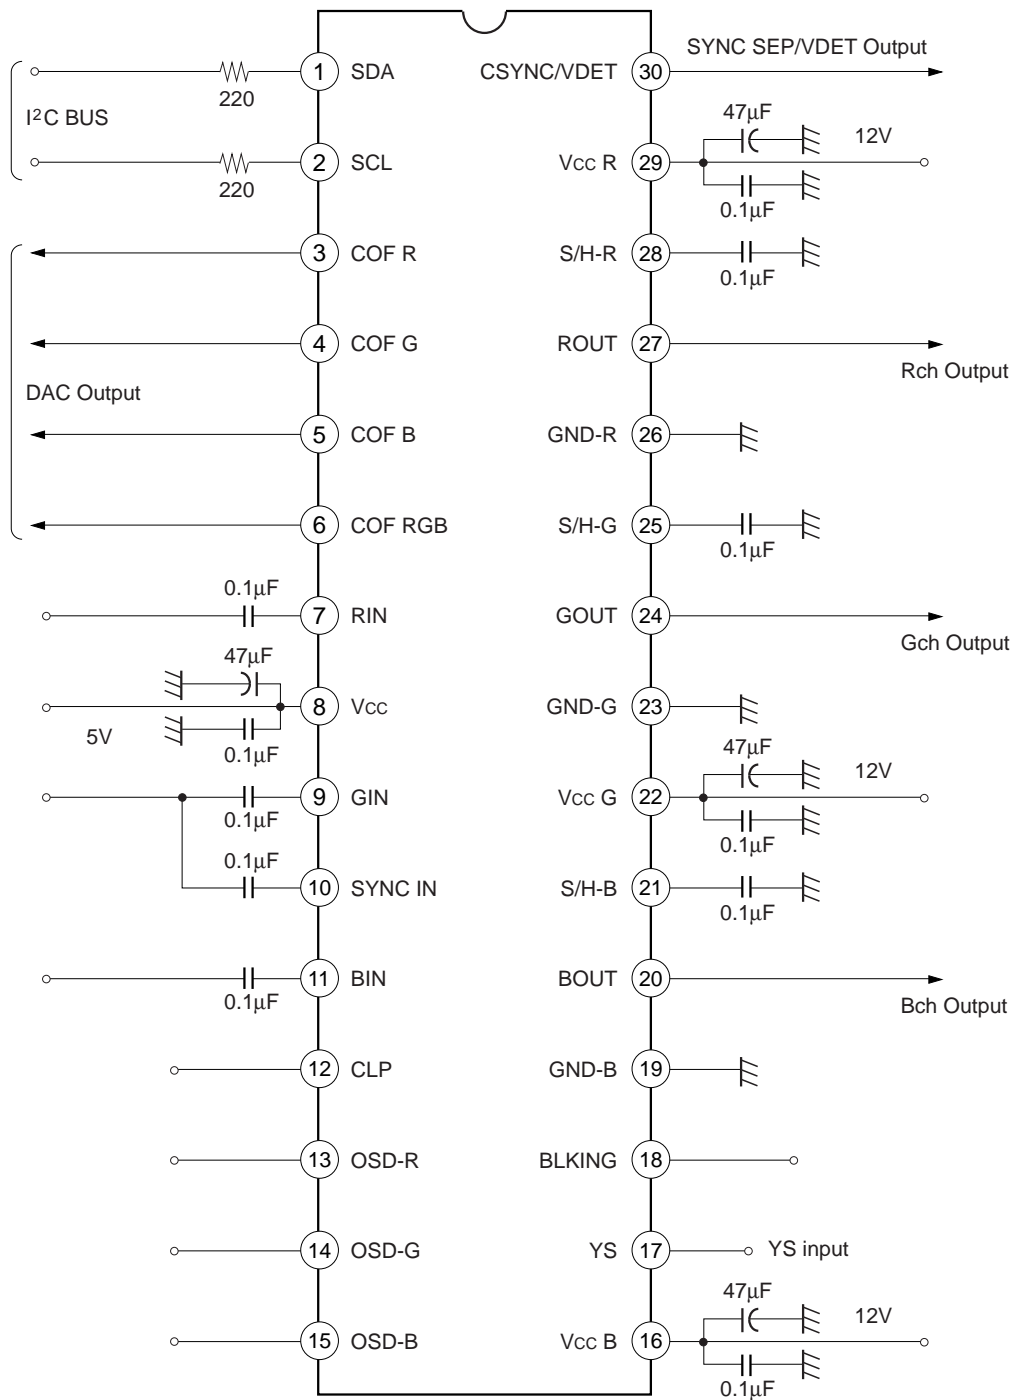 SYNC SEP/VDET Output
1 SDA CSYNC/VDET 30
220
I²C BUS
47μF
12V
2 SCL Vcc R 29
220
0.1μF
3 COF R S/H-R 28
0.1μF
4 COF G ROUT 27
Rch Output
DAC Output
5 COF B GND-R 26
6 COF RGB S/H-G 25
0.1μF
0.1μF
7 RIN GOUT 24
Gch Output
47μF
8 Vcc GND-G 23
5V
0.1μF
47μF
12V
9 GIN Vcc G 22
0.1μF
0.1μF
0.1μF
10 SYNC IN S/H-B 21
0.1μF
11 BIN BOUT 20
0.1μF
Bch Output
12 CLP GND-B 19
13 OSD-R BLKING 18
14 OSD-G YS 17 YS input
47μF
12V
15 OSD-B Vcc B 16
0.1μF